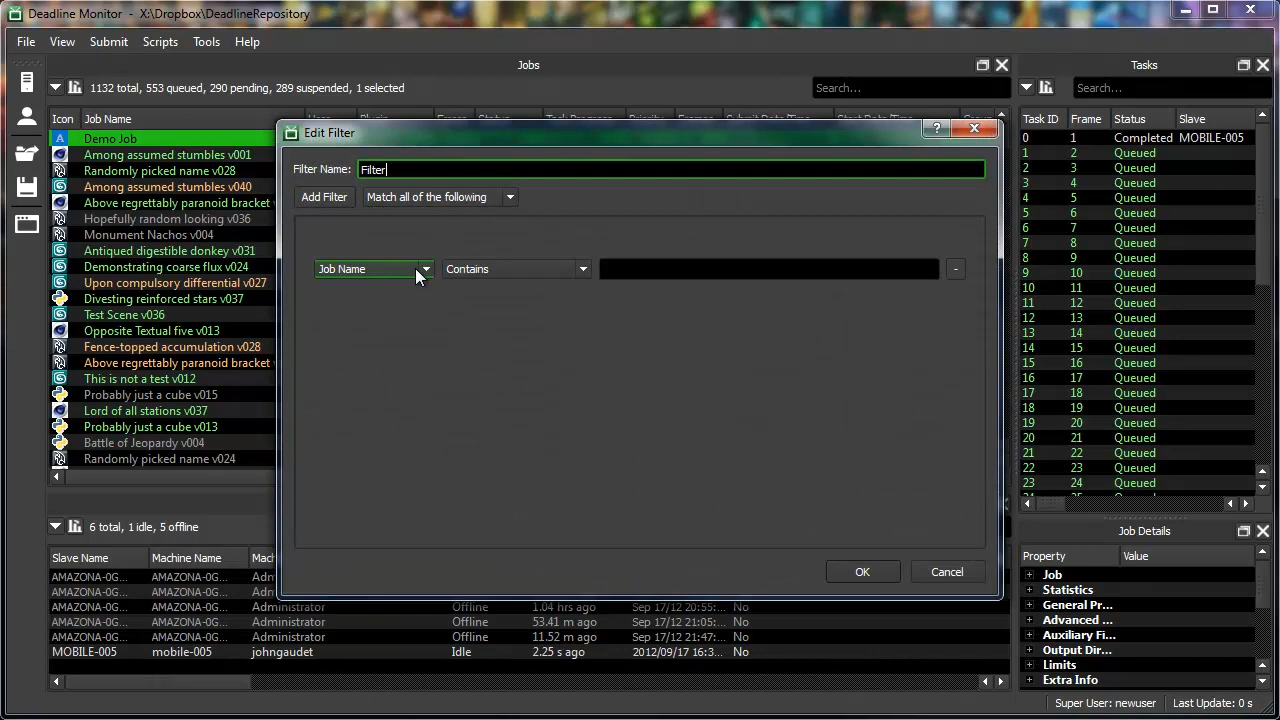 Deadline Monitor - X:\Dropbox\DeadlineRepository
File View Submit Scripts Tools Help
Jobs
1132 total, 553 queued, 290 pending, 289 suspended, 1 selected
Search...
Icon Job Name
Demo Job
Among assumed stumbles v001
Randomly picked name v028
Among assumed stumbles v040
Above regrettably paranoid bracket
Hopefully random looking v036
Monument Nachos v004
Antiqued digestible donkey v031
Demonstrating coarse flux v024
Upon compulsory differential v027
Divesting reinforced stars v037
Test Scene v036
Opposite Textual five v013
Fence-topped accumulation v028
Above regrettably paranoid bracket
This is not a test v012
Probably just a cube v015
Lord of all stations v037
Probably just a cube v013
Battle of Jeopardy v004
Randomly picked name v024
Edit Filter
?
Filter Name: Filter
Add Filter Match all of the following
Job Name Contains -
OK Cancel
Tasks
Search...
Task ID Frame Status Slave
0 1 Completed MOBILE-005
1 2 Queued
2 3 Queued
3 4 Queued
4 5 Queued
5 6 Queued
6 7 Queued
7 8 Queued
8 9 Queued
9 10 Queued
10 11 Queued
11 12 Queued
12 13 Queued
13 14 Queued
14 15 Queued
15 16 Queued
16 17 Queued
17 18 Queued
18 19 Queued
19 20 Queued
20 21 Queued
21 22 Queued
22 23 Queued
23 24 Queued
6 total, 1 idle, 5 offline
Slave Name Machine Name
AMAZONA-0G... AMAZONA-0G...
AMAZONA-0G... AMAZONA-0G...
AMAZONA-0G... AMAZONA-0G... Administrator Offline 1.04 hrs ago Sep 17/12 20:55:... No
AMAZONA-0G... AMAZONA-0G... Administrator Offline 53.41 m ago Sep 17/12 21:05:... No
AMAZONA-0G... AMAZONA-0G... Administrator Offline 11.52 m ago Sep 17/12 21:47:... No
MOBILE-005 mobile-005 johngaudet Idle 2.25 s ago 2012/09/17 16:3... No
Job Details
Property Value
Job
Statistics
General Pr...
Advanced ...
Auxiliary Fi...
Output Dir...
Limits
Extra Info
Super User: newuser Last Update: 0 s